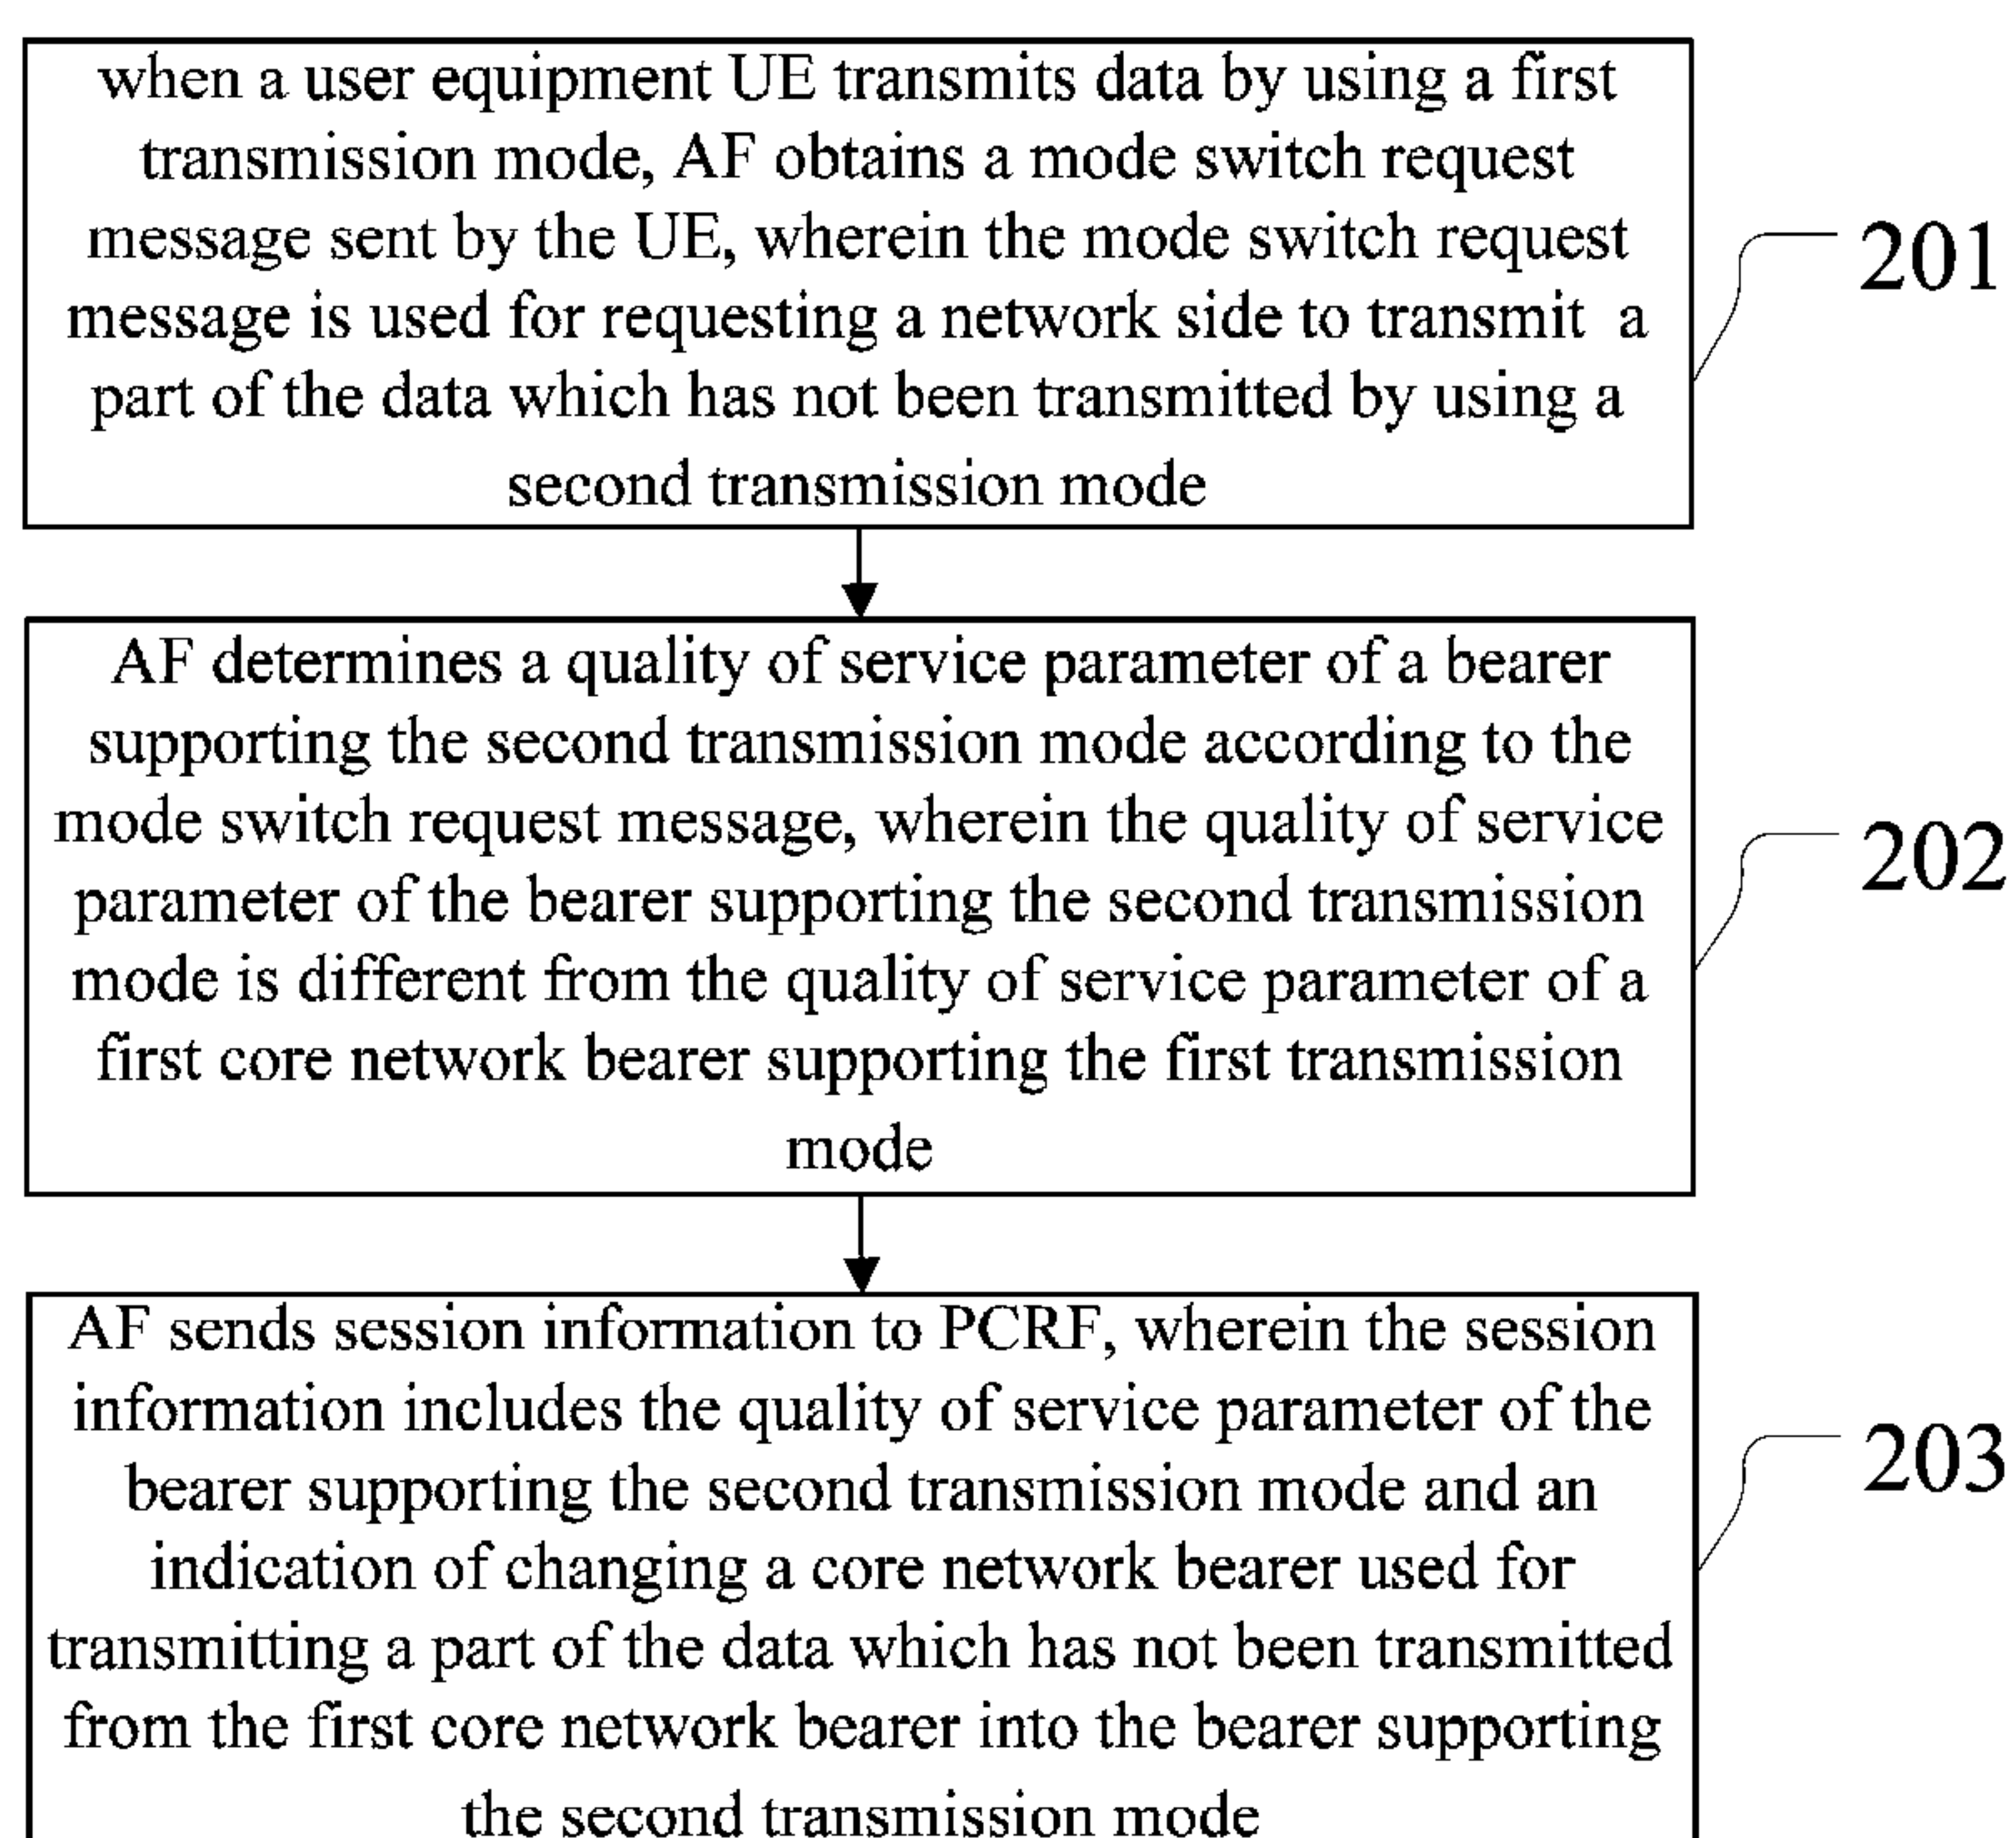 when a user equipment UE transmits data by using a first
transmission mode, AF obtains a mode switch request
message sent by the UE, wherein the mode switch request
message is used for requesting a network side to transmit a
part of the data which has not been transmitted by using a
second transmission mode
201
AF determines a quality of service parameter of a bearer
supporting the second transmission mode according to the
mode switch request message, wherein the quality of service
parameter of the bearer supporting the second transmission
mode is different from the quality of service parameter of a
first core network bearer supporting the first transmission
mode
202
AF sends session information to PCRF, wherein the session
information includes the quality of service parameter of the
bearer supporting the second transmission mode and an
indication of changing a core network bearer used for
transmitting a part of the data which has not been transmitted
from the first core network bearer into the bearer supporting
the second transmission mode
203